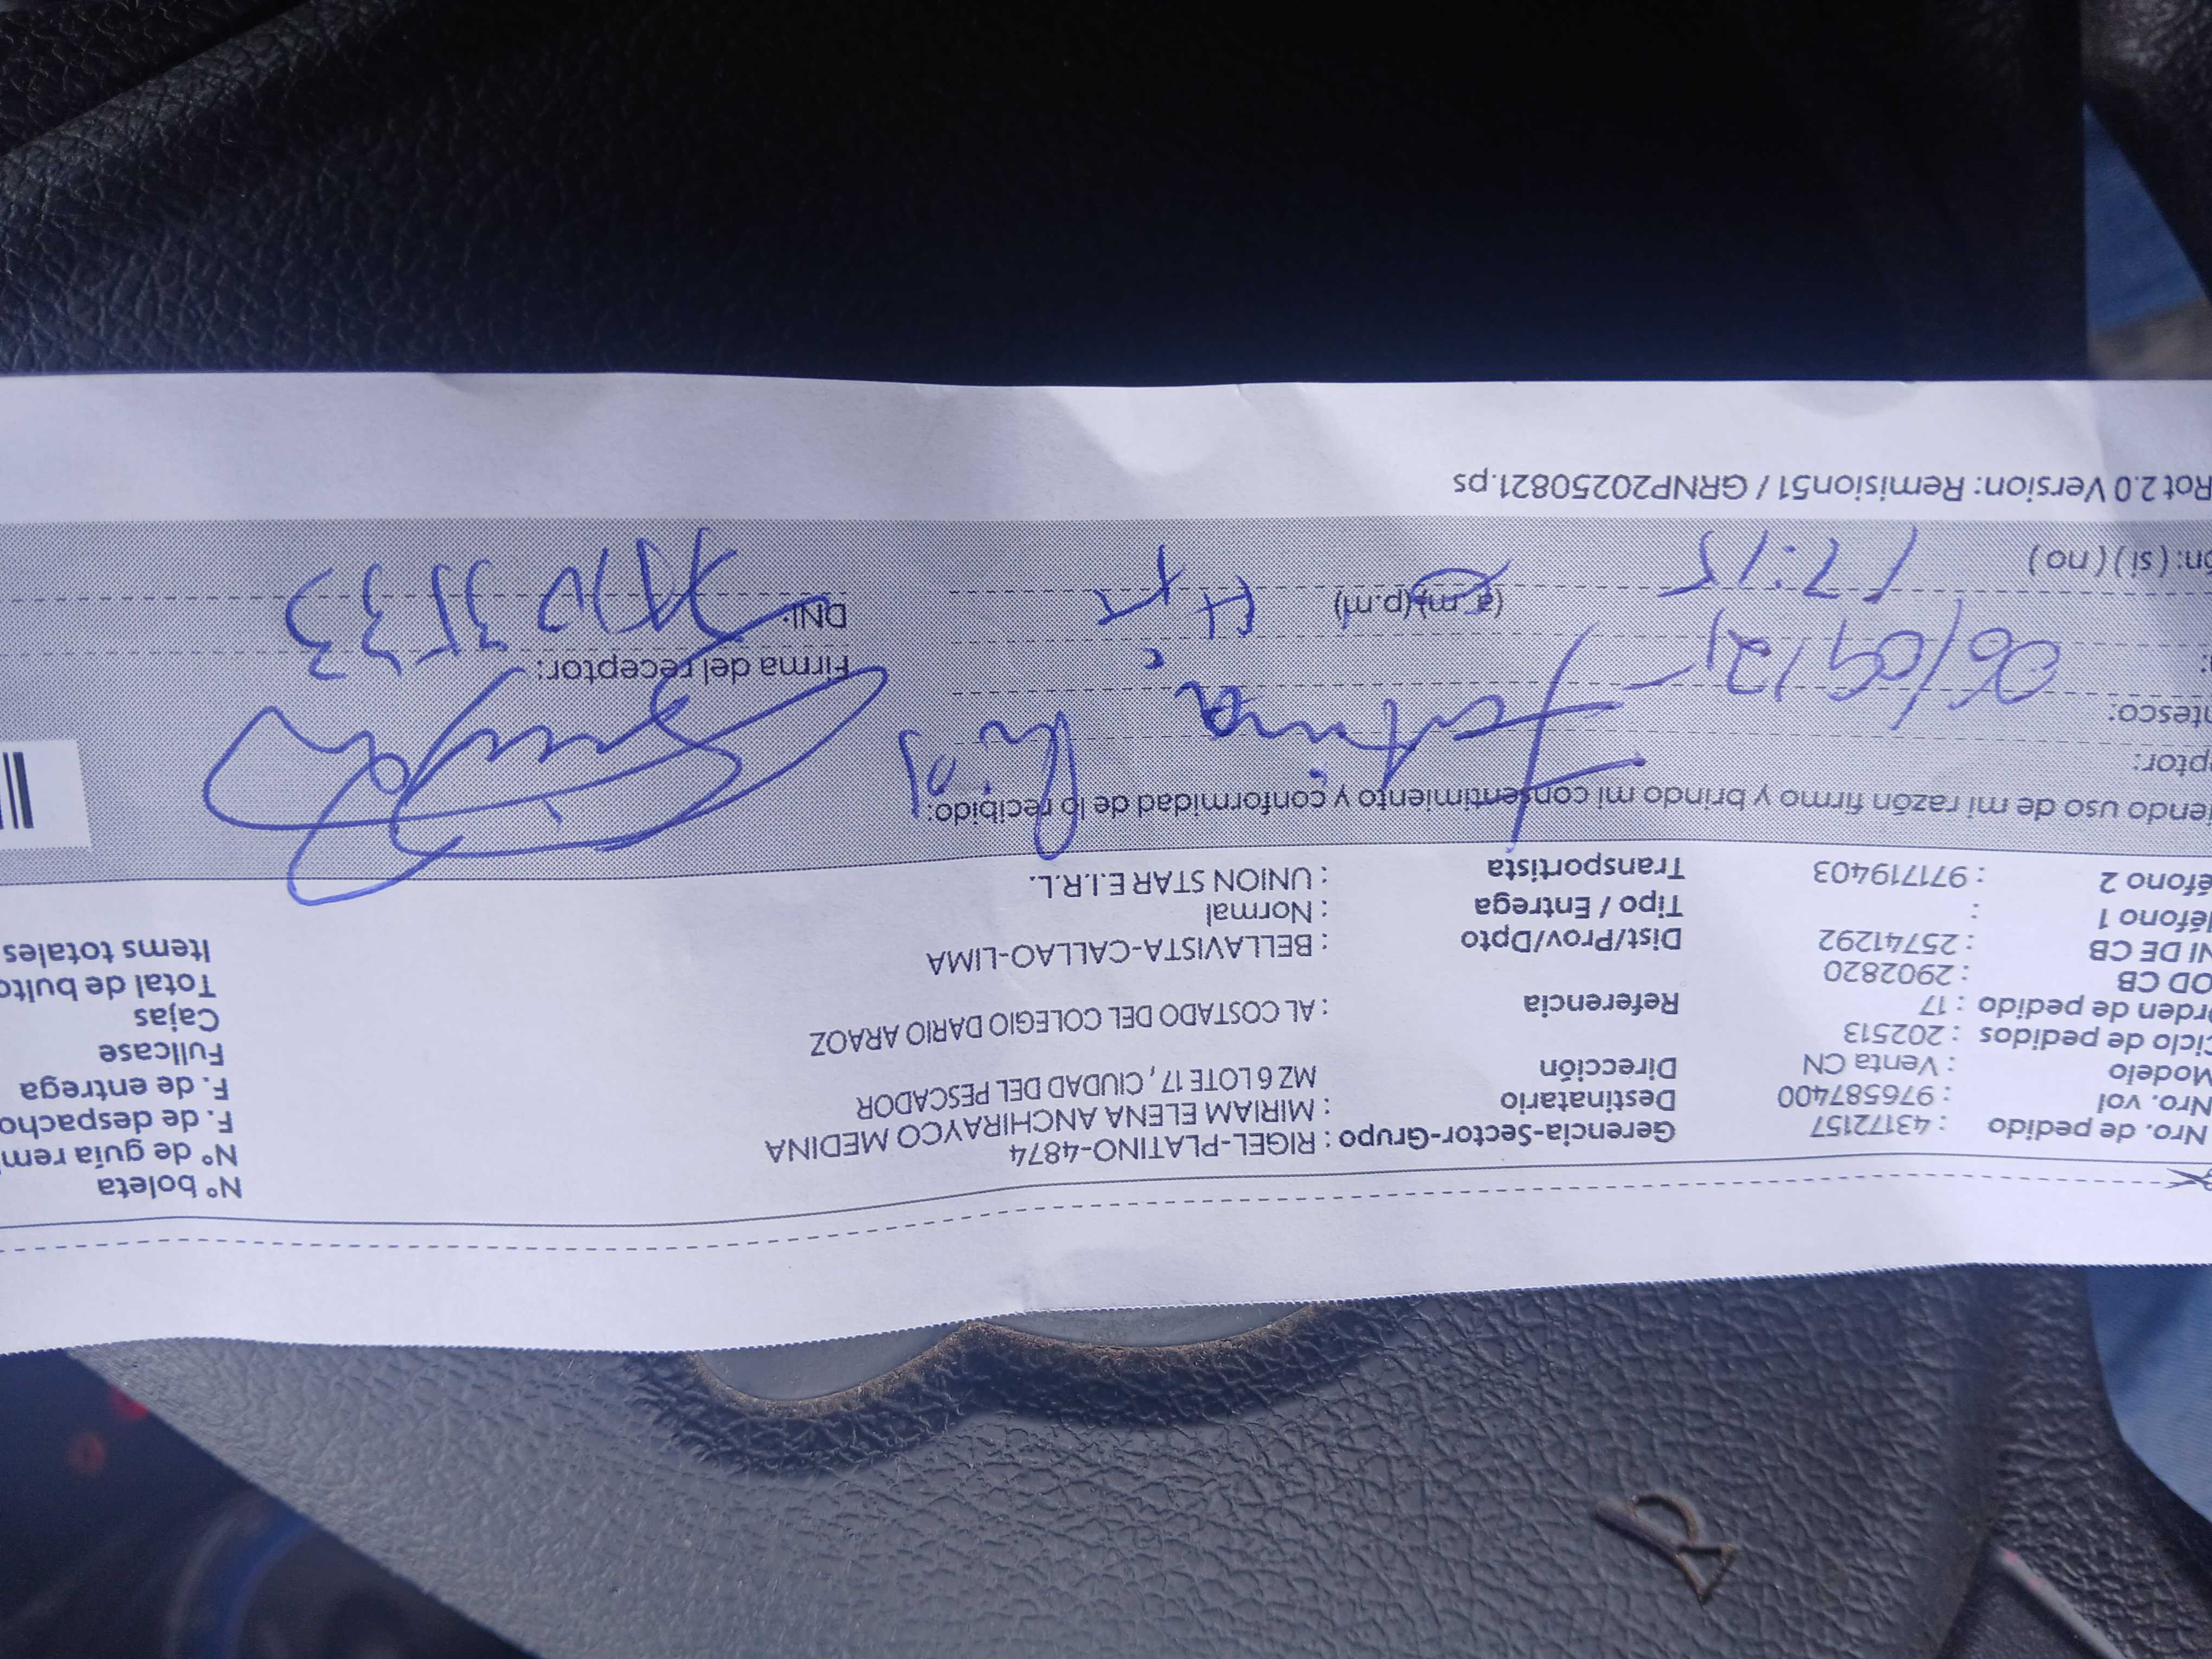 Nro. de pedido : 43172157 Gerencia-Sector-Grupo : RIGEL-PLATINO-4874 N° boleta
Nro. vol : 976587400 Destinatario : MIRIAM ELENA ANCHIRAYCO MEDINA N° de guía rem
Modelo : Venta CN Dirección MZ 6 LOTE 17, CIUDAD DEL PESCADOR F. de despacho
ciclo de pedidos : 202513 F. de entrega
rden de pedido : 17 Referencia : AL COSTADO DEL COLEGIO DARIO ARAOZ Fullcase
OD CB : 2902820 Cajas
NI DE CB : 25741292 Dist/Prov/Dpto : BELLAVISTA-CALLAO-LIMA Total de bulto
léfono 1 : Tipo / Entrega : Normal Items totales
éfono 2 : 971719403 Transportista : UNION STAR E.I.R.L.
iendo uso de mi razón firmo y brindo mi consentimiento y conformidad de lo recibido:
ptor: Fatima Rios
ntesco:
06/09/25 Firma del receptor:
17:15 (a.m)(p.m) DNI:
ón: (si) (no)
Rot 2.0 Version: Remision51 / GRNP20250821.ps